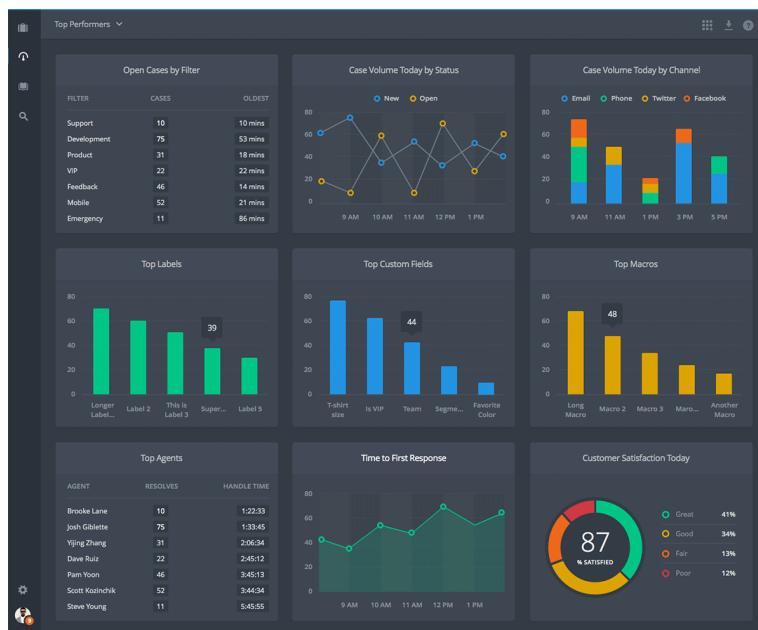 Top Performers
Open Cases by Filter
FILTER CASES OLDEST
Support 10 10 mins
Development 75 53 mins
Product 31 18 mins
VIP 22 22 mins
Feedback 46 14 mins
Mobile 52 21 mins
Emergency 11 86 mins
Case Volume Today by Status
New Open
80
60
40
20
0
9 AM 10 AM 11 AM 12 PM 1 PM
Case Volume Today by Channel
Email Phone Twitter Facebook
80
60
40
20
0
9 AM 11 AM 1 PM 3 PM 5 PM
Top Labels
80
60
40
20
0
39
Longer Label... Label 2 This is Label 3 Super... Label 5
Top Custom Fields
80
60
40
20
0
44
T-shirt size Is VIP Team Segme... Favorite Color
Top Macros
80
60
40
20
0
48
Long Macro Macro 2 Macro 3 Maro... Another Macro
Top Agents
AGENT RESOLVES HANDLE TIME
Brooke Lane 10 1:22:33
Josh Giblette 75 1:33:45
Yijing Zhang 31 2:06:34
Dave Ruiz 22 2:45:12
Pam Yoon 46 3:45:13
Scott Kozinchik 52 3:44:34
Steve Young 11 5:45:55
Time to First Response
80
60
40
20
0
9 AM 10 AM 11 AM 12 PM 1 PM
Customer Satisfaction Today
87
% SATISFIED
Great 41%
Good 34%
Fair 13%
Poor 12%
?
9